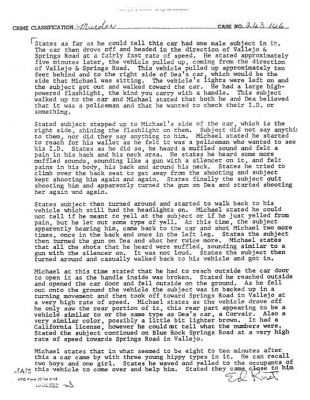 CRIME CLASSIFICATION Murder CASE NO. 243 146
States as far as he could tell this car had one male subject in it.
The car then drove off and headed in the direction of Vallejo &
Springs Road at a fairly fast rate of speed. He stated approximately
five minutes later, the vehicle pulled up, coming from the direction
of Vallejo & Springs Road. This vehicle pulled up approximately ten
feet behind and to the right side of Dea's car, which would be the
side that Michael was sitting. The vehicle's lights were left on and
the subject got out and walked toward the car. He had a large high-
powered flashlight, the kind you carry with a handle. This subject
walked up to the car and Michael stated that both he and Dea believed
that it was a policeman and that he wanted to check their I.D. or
something.
Stated subject stepped up to Michael's side of the car, which is the
right side, shining the flashlight on them. Subject did not say anythin
to them, nor did they say anything to him. Michael stated he started
to reach for his wallet as he felt it was a policeman who wanted to see
his I.D. States as he did so, he heard a muffled sound and felt a
pain in his back and his neck area. He states he heard some more
muffled sounds, sounding like a gun with a silencer on it, and felt
pains in his body, his back and around his neck. States he tried to
climb over the back seat to get away from the shooting and subject
kept shooting him again and again. States finally the subject quit
shooting him and apparently turned the gun on Dea and started shooting
her again and again.
States subject then turned around and started to walk back to his
vehicle which still had the headlights on. Michael stated he could
not tell if he meant to yell at the subject or if he just yelled from
pain, but he let out some type of yell. At this time, the subject
apparently hearing him, came back to the car and shot Michael two more
times, once in the back and once in the left leg. States the subject
then turned the gun on Dea and shot her twice more. Michael states
that all the shots that he heard were muffled, sounding similar to a
gun with the silencer on. It was not loud. States the subject then
turned around and casually walked back to his vehicle and got in.
Michael at this time stated that he had to reach outside the car door
to open it as the handle inside was broken. Stated he reached outside
and opened the car door and fell outside on the ground. As he fell
out onto the ground the vehicle the subject was in backed up in a
turning movement and then took off toward Springs Road in Vallejo at
a very high rate of speed. Michael states as the vehicle drove off
he only saw the rear portion of it, this rear part appearing to be a
vehicle similar to or the same type as Dea's car, a Corvair. Also a
very similar color, possibly a little bit lighter brown. It had a
California license, however he could not tell what the numbers were.
Stated the subject continued on Blue Rock Springs Road at a very high
rate of speed towards Springs Road in Vallejo.
Michael states that in what seemed to be eight to ten minutes after
this a car came by with three young hippy types in it. He can recall
two boys and one girl. States he waved and yelled to the occupants of
this vehicle to come over and help him. Stated they came close to him